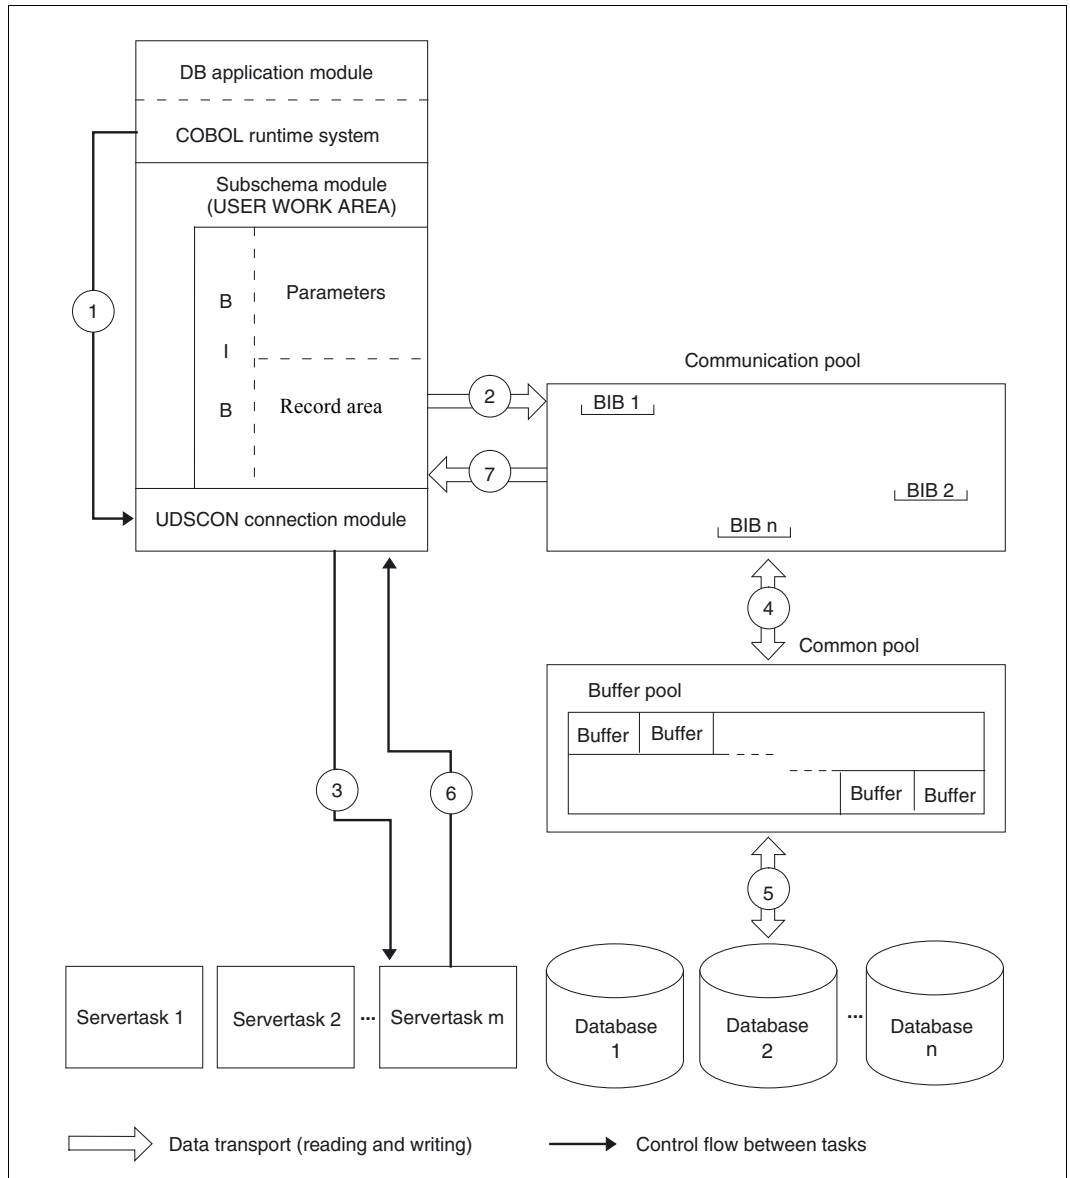 DB application module
COBOL runtime system
Subschema module
(USER WORK AREA)
B
I
B
Parameters
Record area
UDSCON connection module
1
2
7
Communication pool
BIB 1
BIB 2
BIB n
4
Common pool
Buffer pool
Buffer
Buffer
Buffer
Buffer
3
6
5
Servertask 1
Servertask 2
...
Servertask m
Database
1
Database
2
...
Database
n
Data transport (reading and writing)
Control flow between tasks